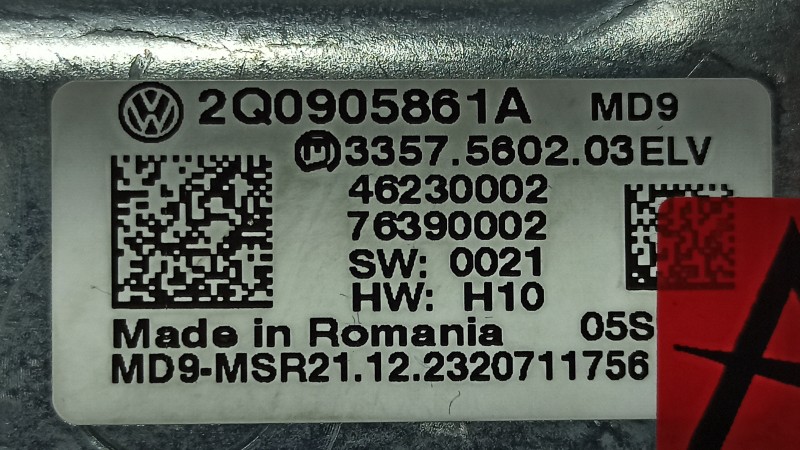 2Q0905861A MD9
3357.5602.03ELV
46230002
76390002
SW: 0021
HW: H10
Made in Romania 05S
MD9-MSR21.12.2320711756